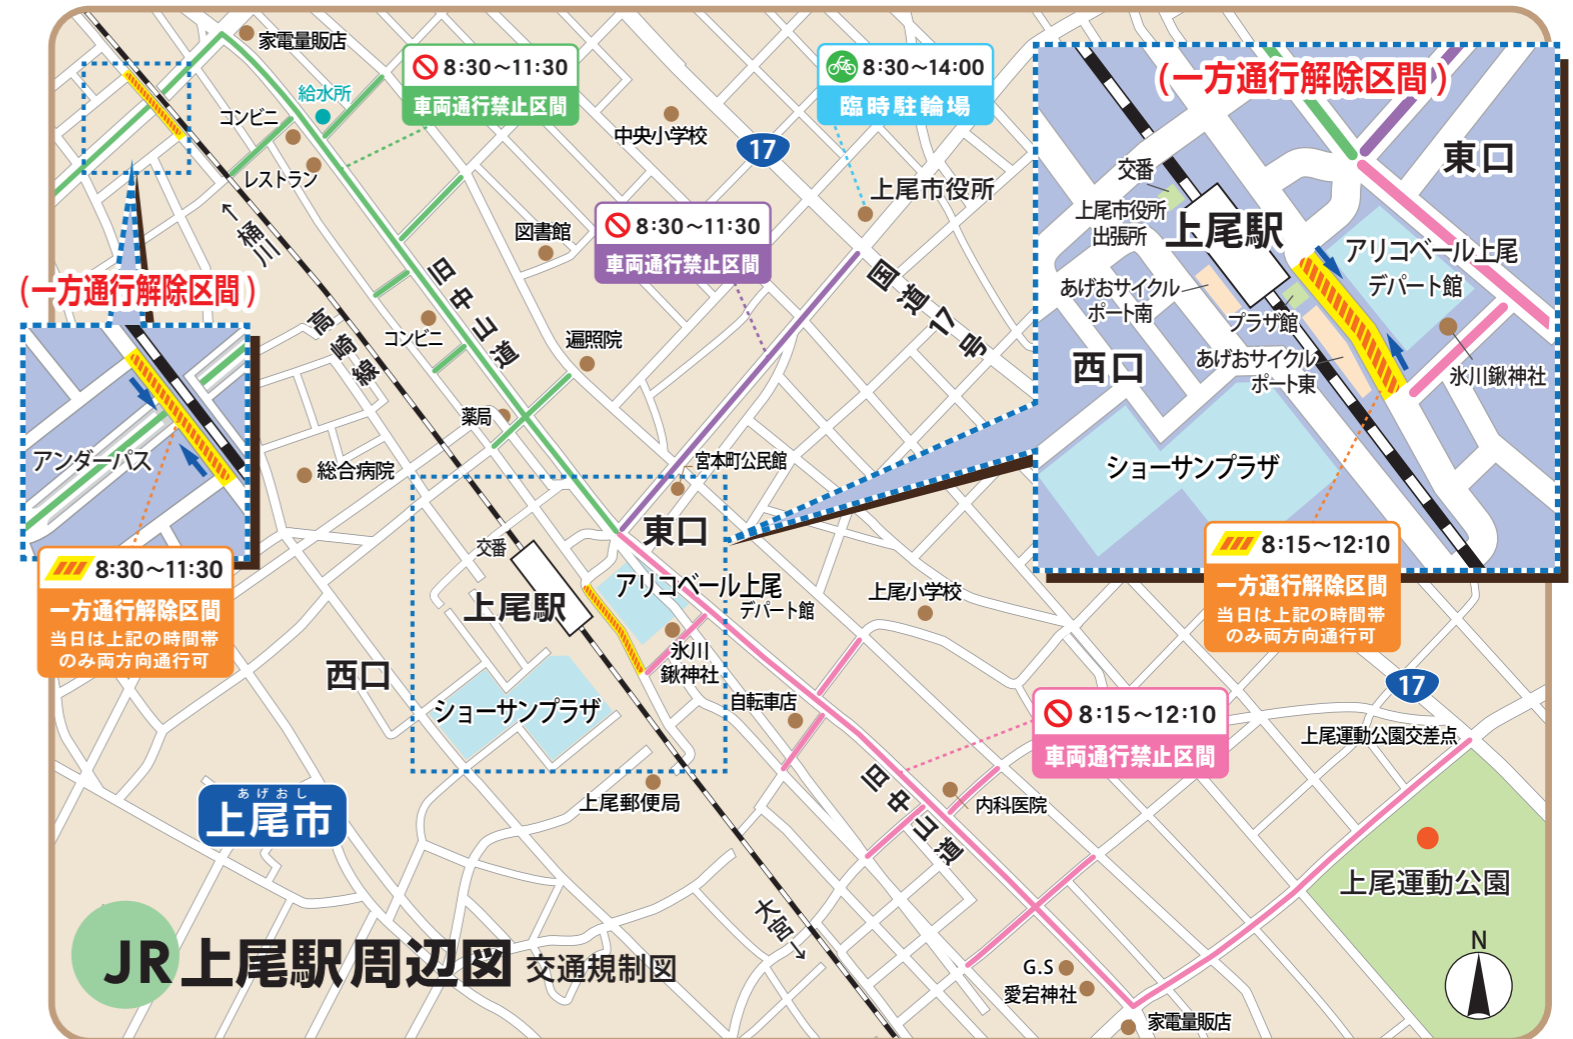 家電量販店
給水所
コンビニ
レストラン
8:30～11:30
車両通行禁止区間
中央小学校
17
8:30～14:00
臨時駐輪場
上尾市役所
図書館
8:30～11:30
車両通行禁止区間
国道17号
←桶川
高崎線
旧中山道
コンビニ
遍照院
薬局
総合病院
宮本町公民館
(一方通行解除区間)
アンダーパス
8:30～11:30
一方通行解除区間
当日は上記の時間帯
のみ両方向通行可
(一方通行解除区間)
東口
交番
上尾市役所
出張所
上尾駅
アリコベール上尾
デパート館
あげおサイクル
ポート南
プラザ館
西口
あげおサイクル
ポート東
氷川鍬神社
ショーサンプラザ
8:15～12:10
一方通行解除区間
当日は上記の時間帯
のみ両方向通行可
東口
交番
上尾駅
アリコベール上尾
デパート館
上尾小学校
氷川
鍬神社
西口
ショーサンプラザ
自転車店
8:15～12:10
車両通行禁止区間
17
上尾運動公園交差点
上尾郵便局
旧中山道
内科医院
あげおし
上尾市
上尾運動公園
大宮→
G.S
愛宕神社
家電量販店
N
JR上尾駅周辺図 交通規制図